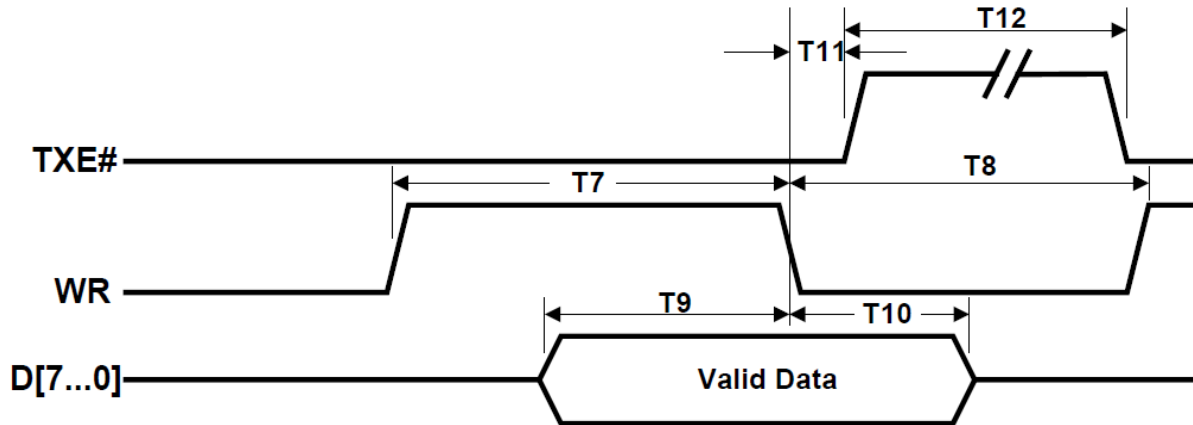 T12
T11
TXE#
T7
T8
WR
T9
T10
D[7...0]
Valid Data